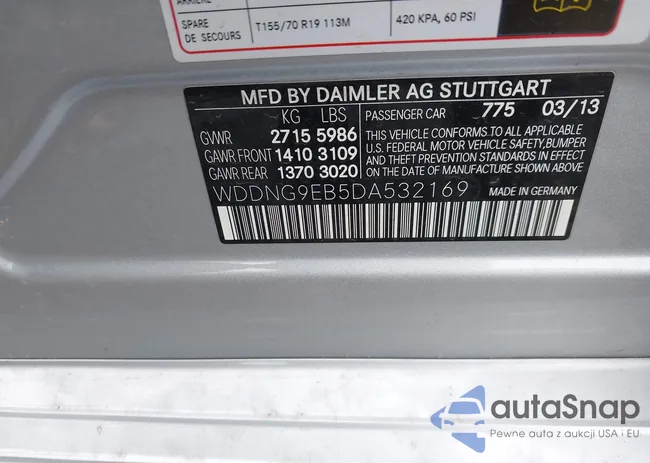 SPARE
DE SECOURS
T155/70 R19 113M
420 KPA, 60 PSI
MFD BY DAIMLER AG STUTTGART
KG LBS
GVWR 2715 5986
GAWR FRONT 1410 3109
GAWR REAR 1370 3020
PASSENGER CAR 775 03/13
THIS VEHICLE CONFORMS TO ALL APPLICABLE
U.S. FEDERAL MOTOR VEHICLE SAFETY,BUMPER
AND THEFT PREVENTION STANDARDS IN
EFFECT ON THE DATE OF
MANUFACTURE SHOWN ABOVE.
WDDNG9EB5DA532169
MADE IN GERMANY
autoSnap
Pewne auta z aukcji USA i EU